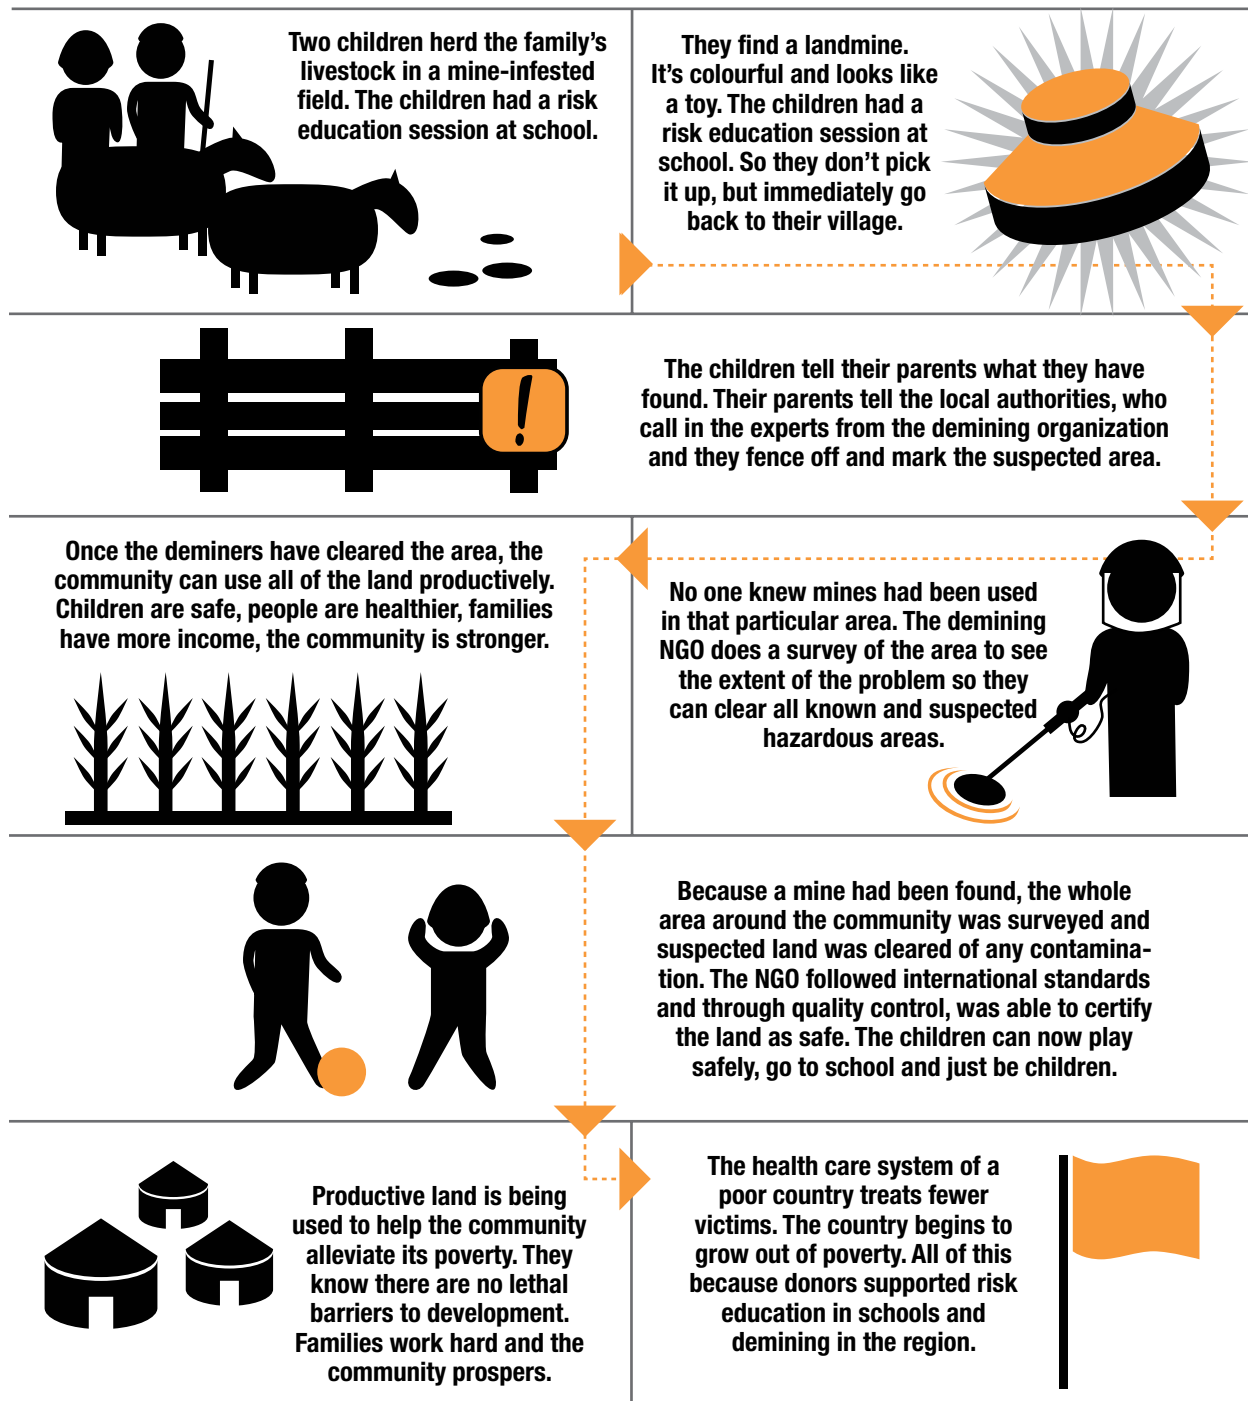 Two children herd the family’s
livestock in a mine-infested
field. The children had a risk
education session at school.
They find a landmine.
It’s colourful and looks like
a toy. The children had a
risk education session at
school. So they don’t pick
it up, but immediately go
back to their village.
!
The children tell their parents what they have
found. Their parents tell the local authorities, who
call in the experts from the demining organization
and they fence off and mark the suspected area.
No one knew mines had been used
in that particular area. The demining
NGO does a survey of the area to see
the extent of the problem so they
can clear all known and suspected
hazardous areas.
Once the deminers have cleared the area, the
community can use all of the land productively.
Children are safe, people are healthier, families
have more income, the community is stronger.
Because a mine had been found, the whole
area around the community was surveyed and
suspected land was cleared of any contamina-
tion. The NGO followed international standards
and through quality control, was able to certify
the land as safe. The children can now play
safely, go to school and just be children.
Productive land is being
used to help the community
alleviate its poverty. They
know there are no lethal
barriers to development.
Families work hard and the
community prospers.
The health care system of a
poor country treats fewer
victims. The country begins to
grow out of poverty. All of this
because donors supported risk
education in schools and
demining in the region.